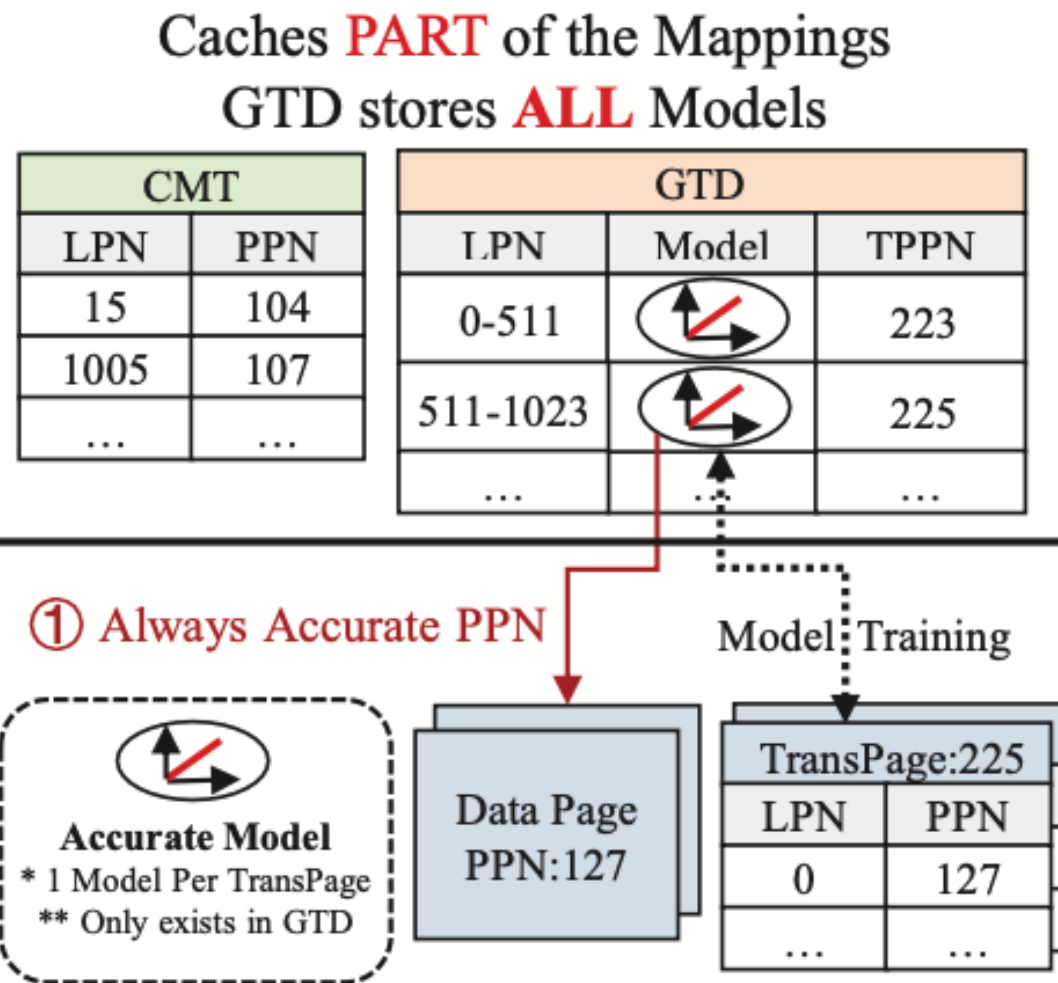 Caches PART of the Mappings
GTD stores ALL Models
CMT
LPN PPN
15 104
1005 107
... ...
GTD
LPN Model TPPN
0-511 223
511-1023 225
... ... ...
① Always Accurate PPN
Model Training
Accurate Model
* 1 Model Per TransPage
** Only exists in GTD
Data Page
PPN:127
TransPage:225
LPN PPN
0 127
... ...